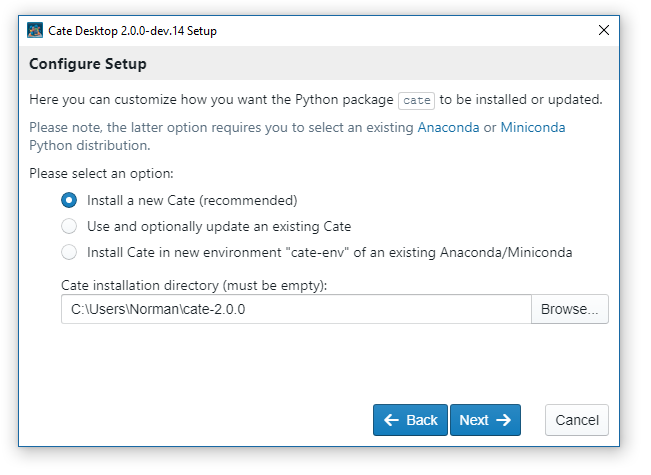 Cate Desktop 2.0.0-dev.14 Setup
Configure Setup
Here you can customize how you want the Python package cate to be installed or updated.
Please note, the latter option requires you to select an existing Anaconda or Miniconda
Python distribution.
Please select an option:
Install a new Cate (recommended)
Use and optionally update an existing Cate
Install Cate in new environment "cate-env" of an existing Anaconda/Miniconda
Cate installation directory (must be empty):
C:\Users\Norman\cate-2.0.0 Browse...
Back Next Cancel